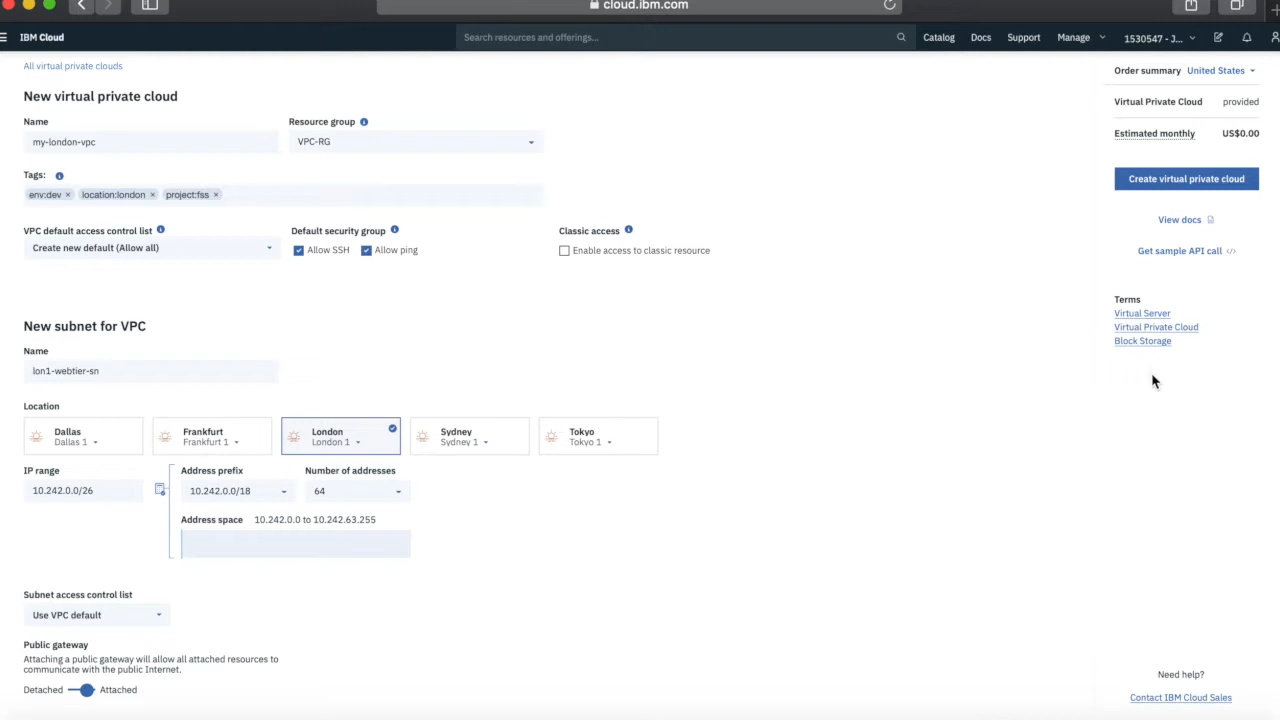 cloud.ibm.com
IBM Cloud
Search resources and offerings...
Catalog
Docs
Support
Manage
1530547 - J...
All virtual private clouds
New virtual private cloud
Name
Resource group
my-london-vpc
VPC-RG
Tags:
env:dev × location:london × project:fss ×
VPC default access control list
Default security group
Classic access
Create new default (Allow all)
Allow SSH
Allow ping
Enable access to classic resource
New subnet for VPC
Name
lon1-webtier-sn
Location
Dallas
Dallas 1
Frankfurt
Frankfurt 1
London
London 1
Sydney
Sydney 1
Tokyo
Tokyo 1
IP range
Address prefix
Number of addresses
10.242.0.0/26
10.242.0.0/18
64
Address space 10.242.0.0 to 10.242.63.255
Subnet access control list
Use VPC default
Public gateway
Attaching a public gateway will allow all attached resources to
communicate with the public Internet.
Detached
Attached
Order summary United States
Virtual Private Cloud provided
Estimated monthly US$0.00
Create virtual private cloud
View docs
Get sample API call </>
Terms
Virtual Server
Virtual Private Cloud
Block Storage
Need help?
Contact IBM Cloud Sales